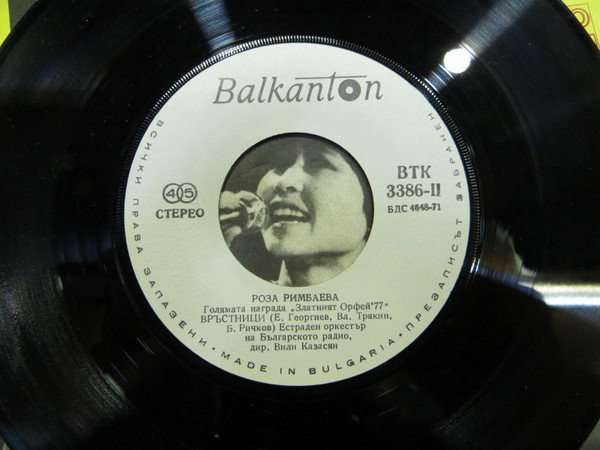 Balkanton
45
СТЕРЕО
ВТК
3386-II
БДС 4648-71
РОЗА РИМБАЕВА
Голямата награда „Златният Орфей'77"
ВРЪСТНИЦИ (Е. Георгиев, Вл. Трякин,
Б. Ричков) Естраден оркестър
на Българското радио,
дир. Вили Казасян
ВСИЧКИ ПРАВА ЗАПАЗЕНИ • MADE IN BULGARIA • ПРЕЗАПИСЪТ ЗАБРАНЕН